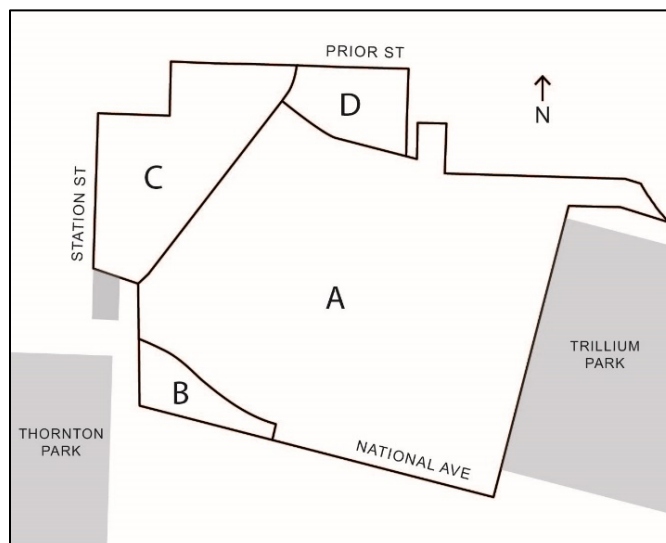 PRIOR ST
D
N
C
STATION ST
A
TRILLIUM
PARK
B
THORNTON
PARK
NATIONAL AVE